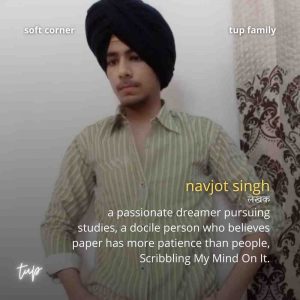 soft corner
tup family
navjot singh
लेखक
a passionate dreamer pursuing
studies, a docile person who believes
paper has more patience than people,
Scribbling My Mind On It.
tup